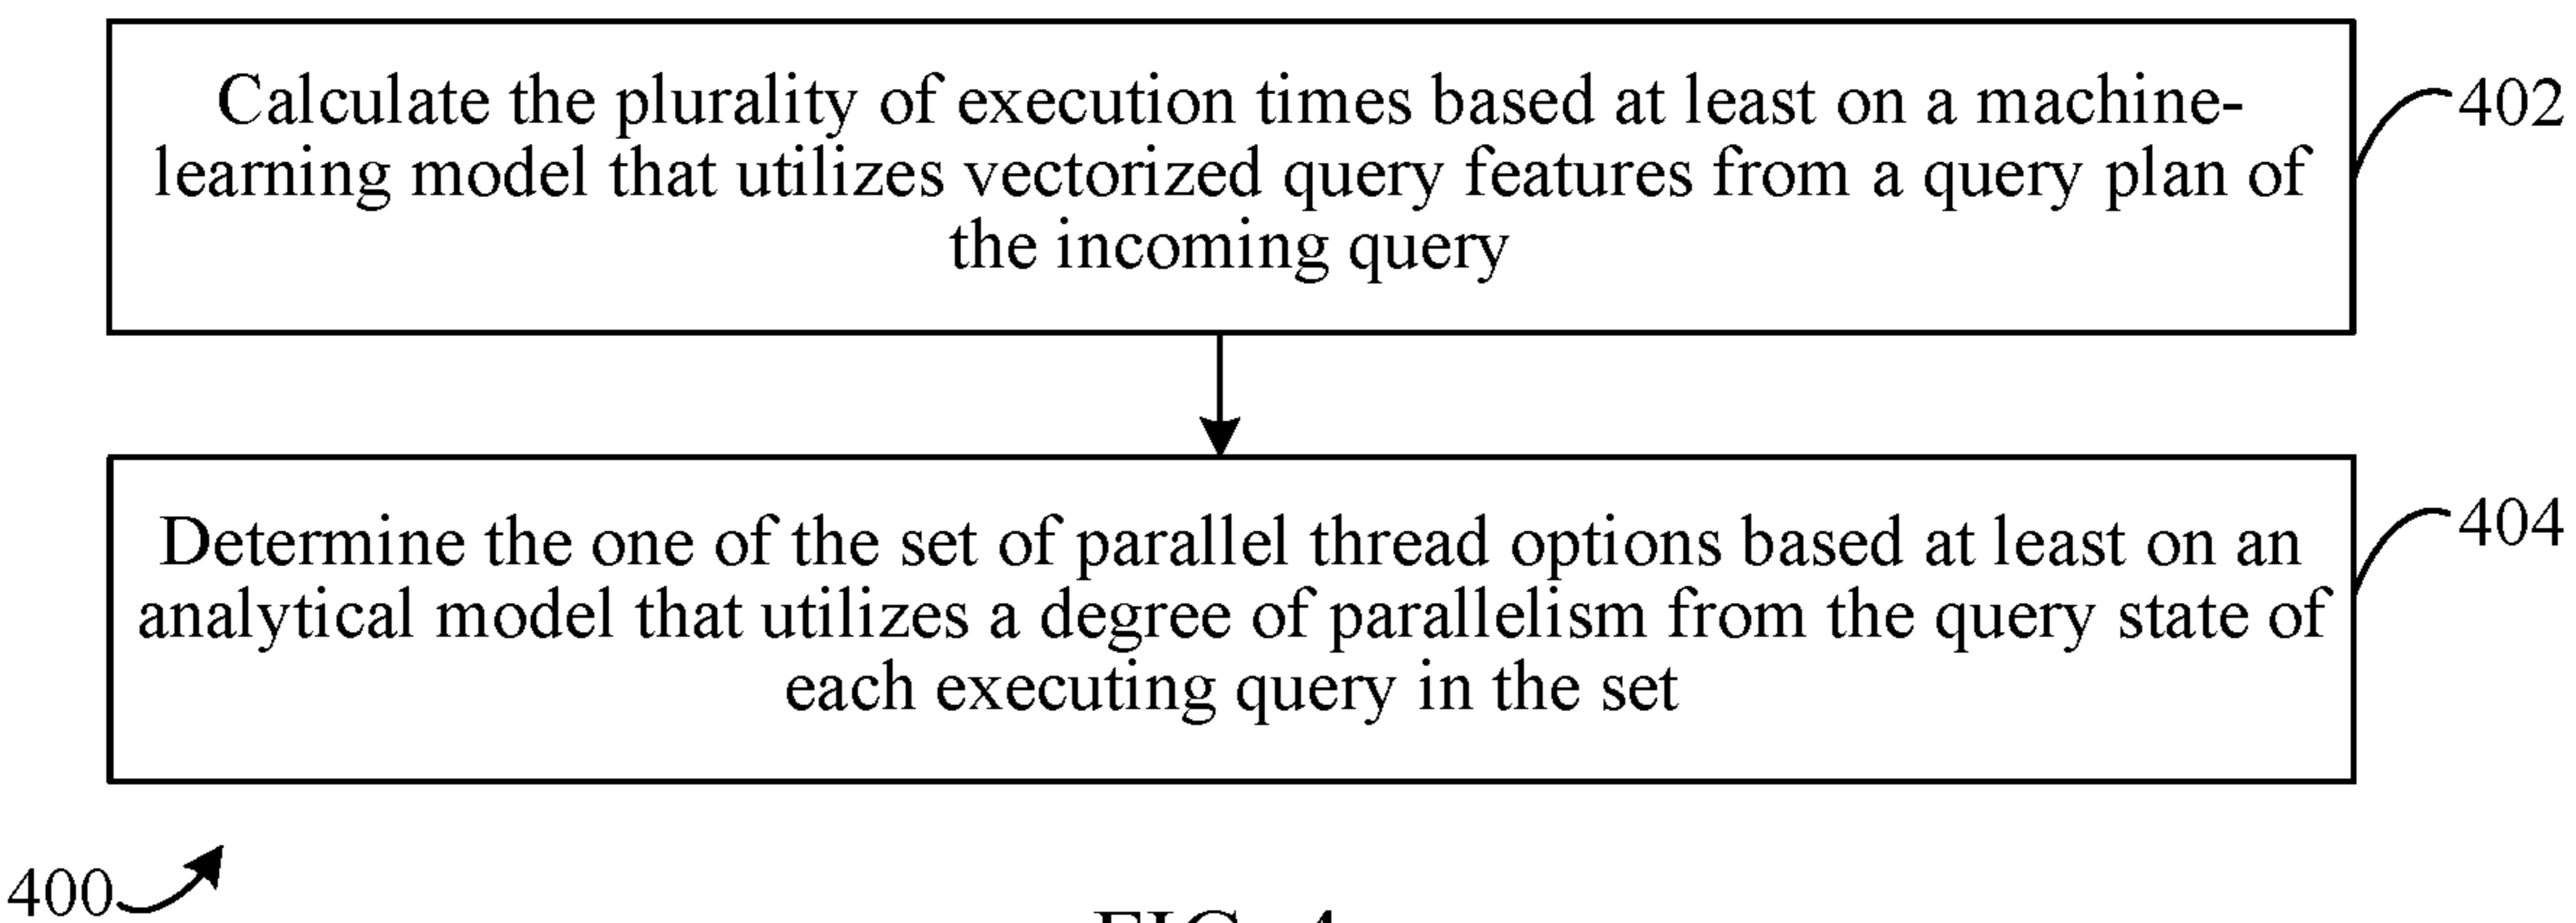 Calculate the plurality of execution times based at least on a machine-
learning model that utilizes vectorized query features from a query plan of
the incoming query
402
Determine the one of the set of parallel thread options based at least on an
analytical model that utilizes a degree of parallelism from the query state of
each executing query in the set
404
400